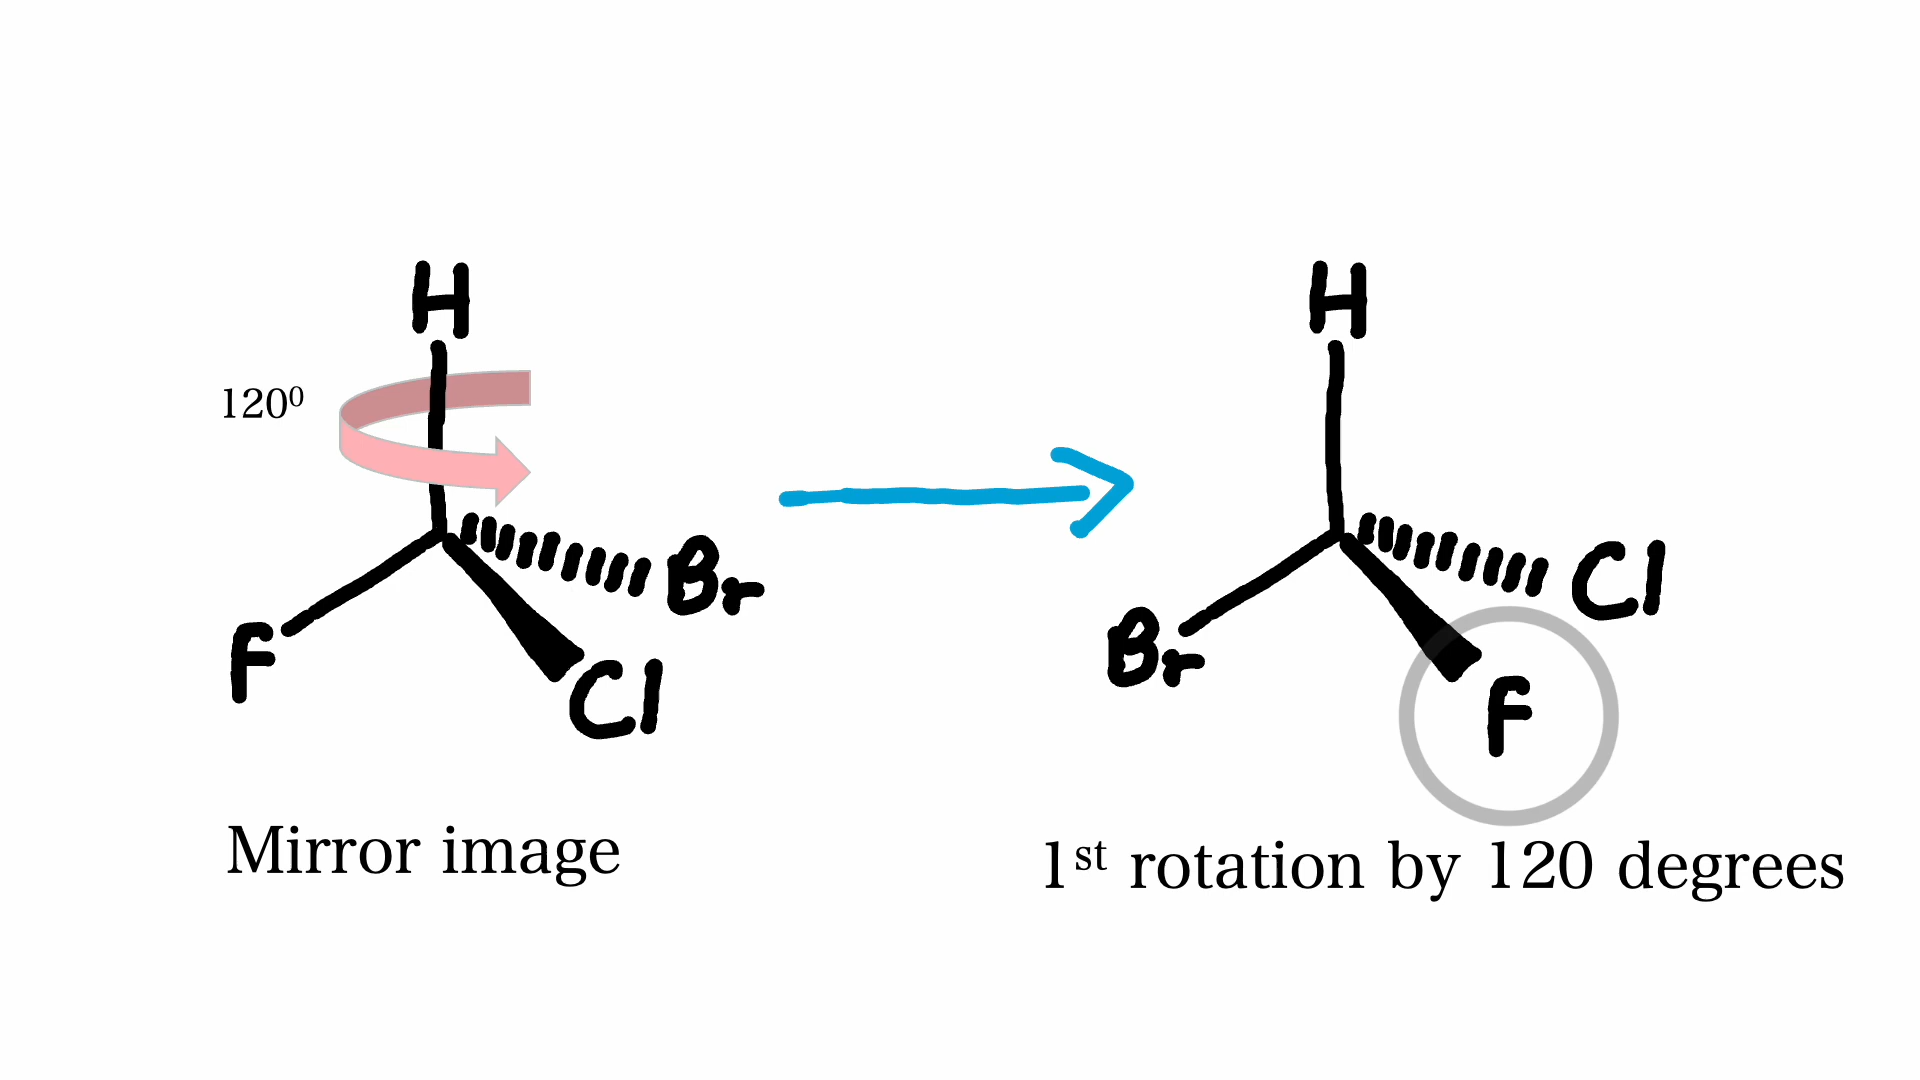 H
H
120⁰
Br
Cl
F
Br
Cl
F
Mirror image
1st rotation by 120 degrees